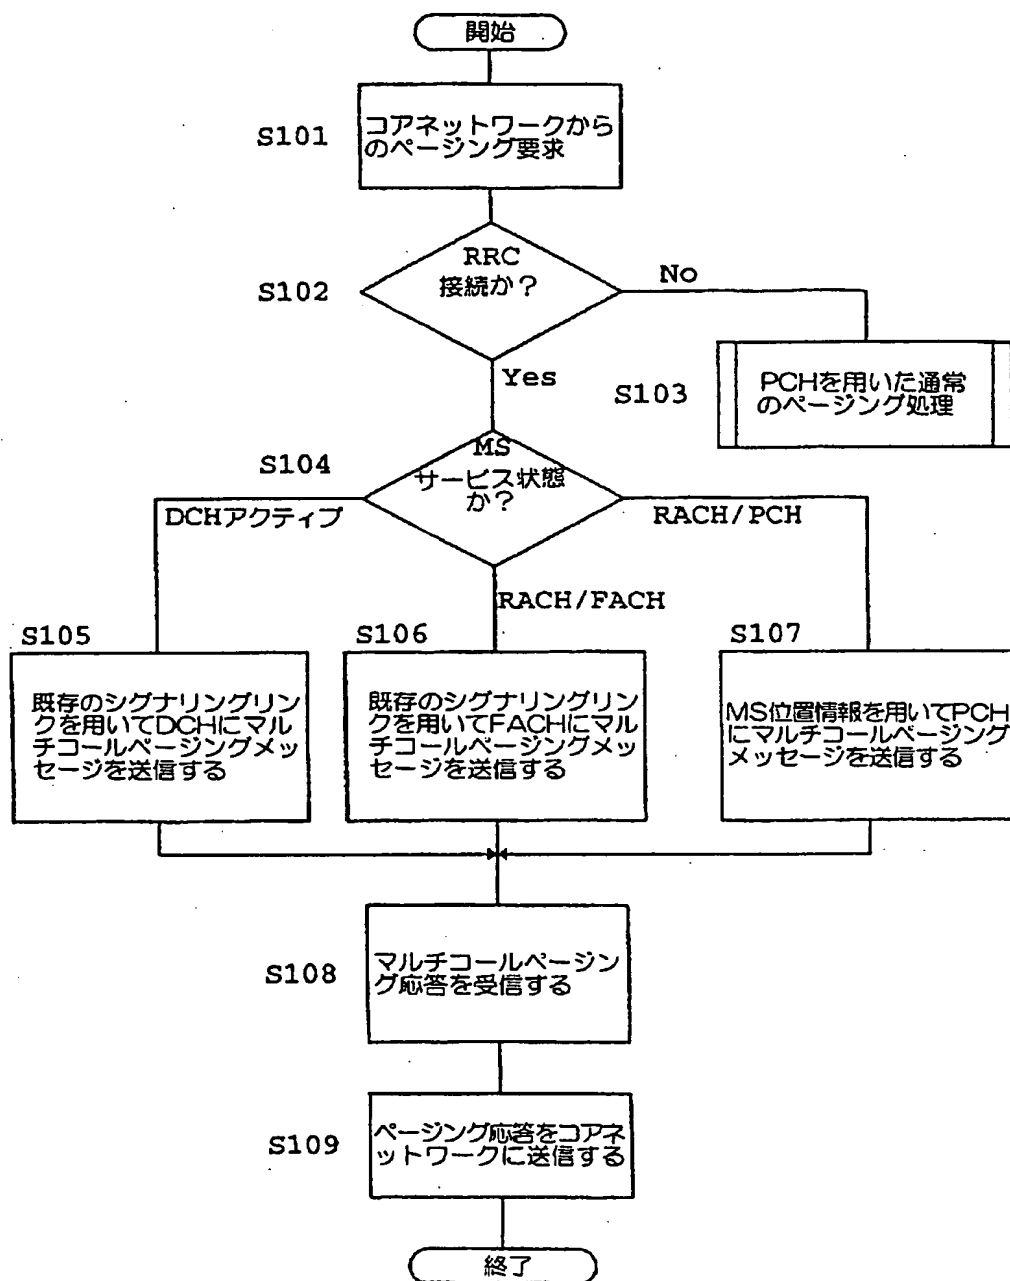 開始
S101
コアネットワークから
のページング要求
S102
RRC
接続か？
No
Yes
S103
PCHを用いた通常
のページング処理
S104
MS
サービス状態
か？
DCHアクティブ
RACH/PCH
RACH/FACH
S105
既存のシグナリングリン
クを用いてDCHにマル
チコールページングメッ
セージを送信する
S106
既存のシグナリングリン
クを用いてFACHにマル
チコールページングメッ
セージを送信する
S107
MS位置情報を用いてPCH
にマルチコールページング
メッセージを送信する
S108
マルチコールページン
グ応答を受信する
S109
ページング応答をコアネ
ットワークに送信する
終了